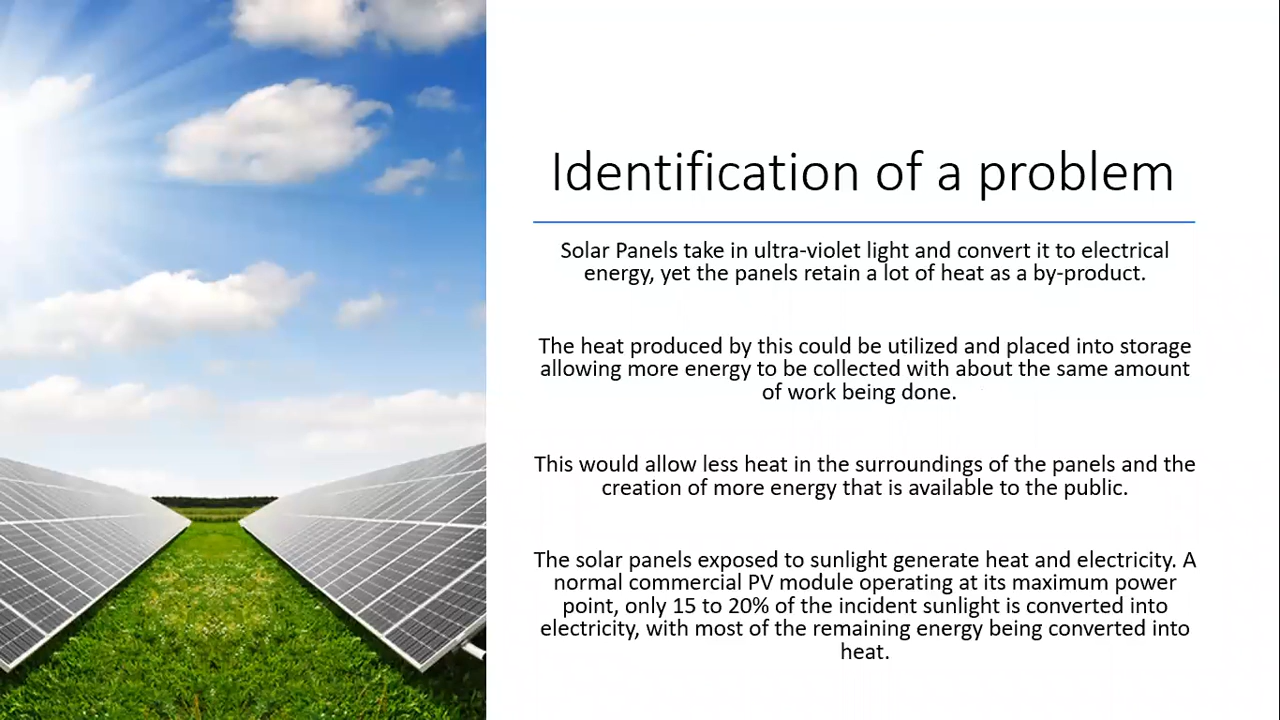 Identification of a problem
Solar Panels take in ultra-violet light and convert it to electrical
energy, yet the panels retain a lot of heat as a by-product.
The heat produced by this could be utilized and placed into storage
allowing more energy to be collected with about the same amount
of work being done.
This would allow less heat in the surroundings of the panels and the
creation of more energy that is available to the public.
The solar panels exposed to sunlight generate heat and electricity. A
normal commercial PV module operating at its maximum power
point, only 15 to 20% of the incident sunlight is converted into
electricity, with most of the remaining energy being converted into
heat.